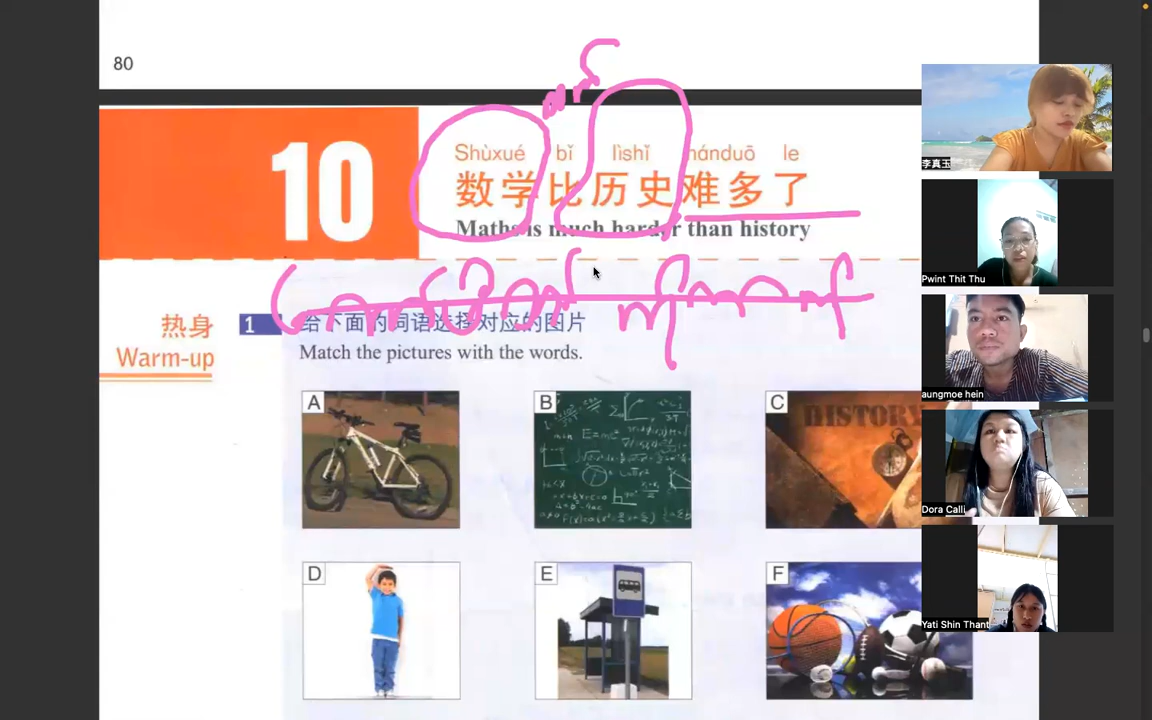 80
10
Shùxué bǐ lìshǐ nánduō le
数学比历史难多了
Maths is much harder than history
热身
Warm-up
1 给下面的词语选择对应的图片
Match the pictures with the words.
A
B
C
HISTORY
E=mc²
D
E
F
李真玉
Pwint Thit Thu
aungmoe hein
Dora Calli
Yati Shin Thant